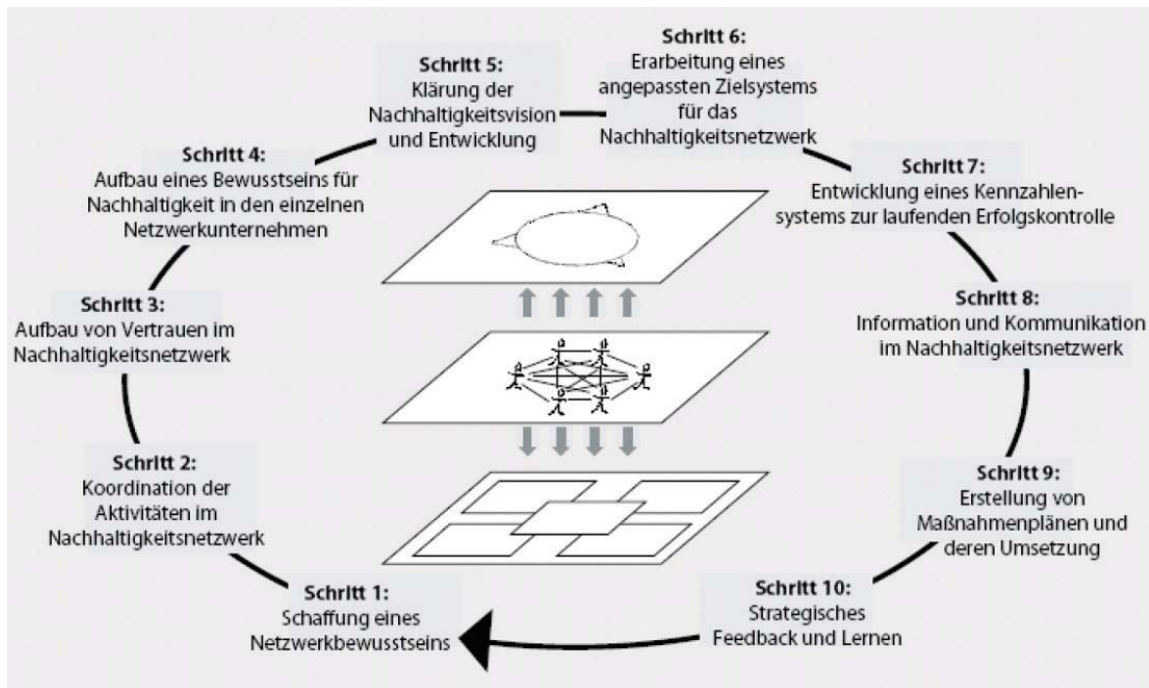 Schritt 1:
Schaffung eines
Netzwerkbewusstseins
Schritt 2:
Koordination der
Aktivitäten im
Nachhaltigkeitsnetzwerk
Schritt 3:
Aufbau von Vertrauen im
Nachhaltigkeitsnetzwerk
Schritt 4:
Aufbau eines Bewusstseins für
Nachhaltigkeit in den einzelnen
Netzwerkunternehmen
Schritt 5:
Klärung der
Nachhaltigkeitsvision
und Entwicklung
Schritt 6:
Erarbeitung eines
angepassten Zielsystems
für das
Nachhaltigkeitsnetzwerk
Schritt 7:
Entwicklung eines Kennzahlen-
systems zur laufenden Erfolgskontrolle
Schritt 8:
Information und Kommunikation
im Nachhaltigkeitsnetzwerk
Schritt 9:
Erstellung von
Maßnahmenplänen und
deren Umsetzung
Schritt 10:
Strategisches
Feedback und Lernen